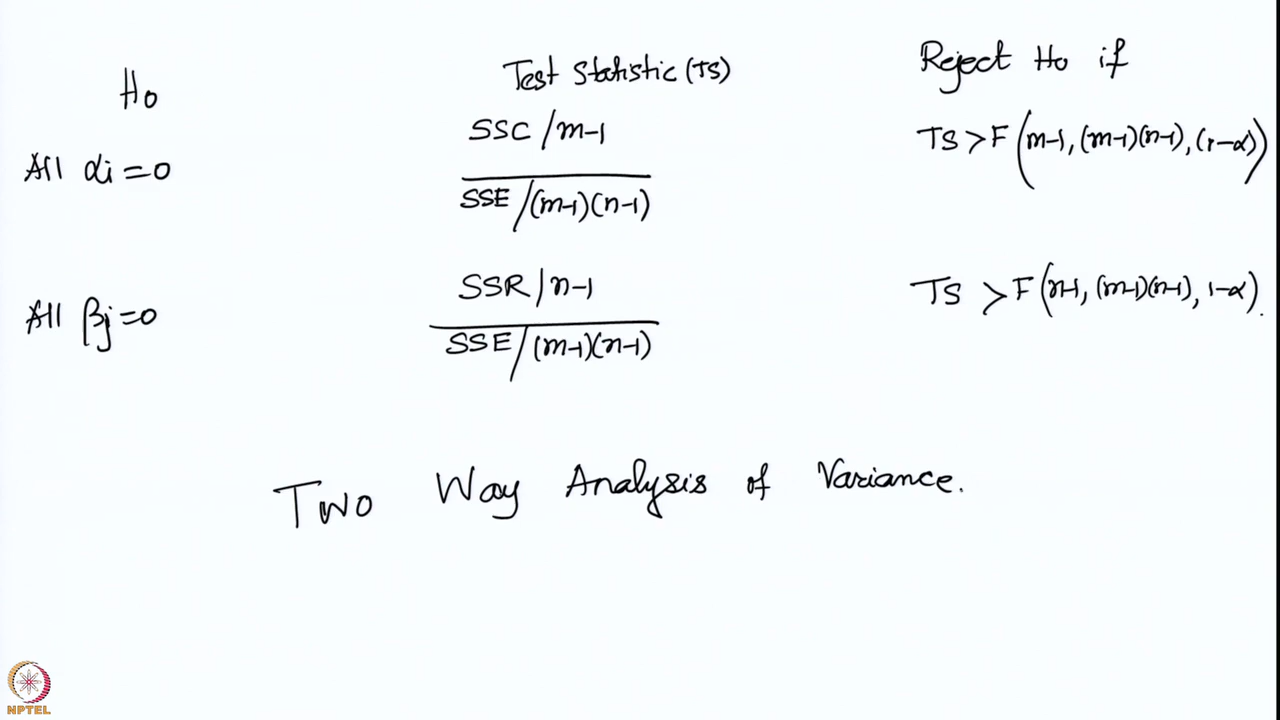 H₀ Test Statistic (TS) Reject H₀ if
All αi = 0 SSC / m-1 TS > F (m-1, (m-1)(n-1), (1-α))
SSE / (m-1)(n-1)
All βj = 0 SSR / n-1 TS > F (n-1, (m-1)(n-1), 1-α).
SSE / (m-1)(n-1)
Two Way Analysis of Variance.
NPTEL